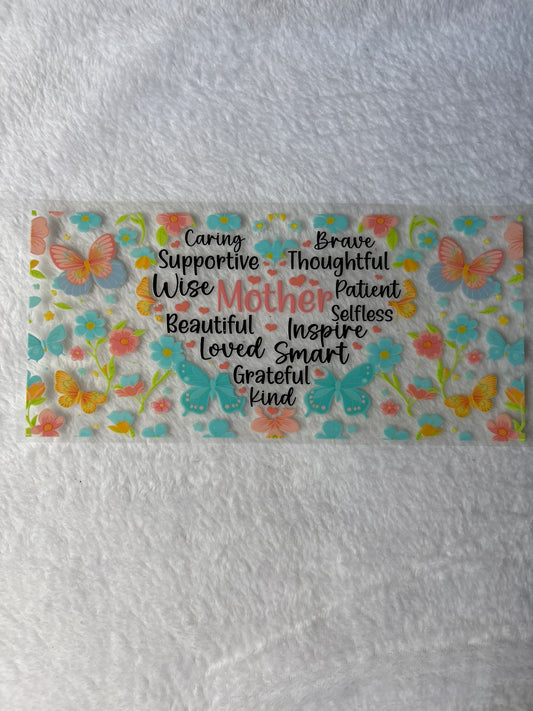 Caring Brave
Supportive Thoughtful
Wise Mother Patient
Selfless
Beautiful Inspire
Loved Smart
Grateful
Kind